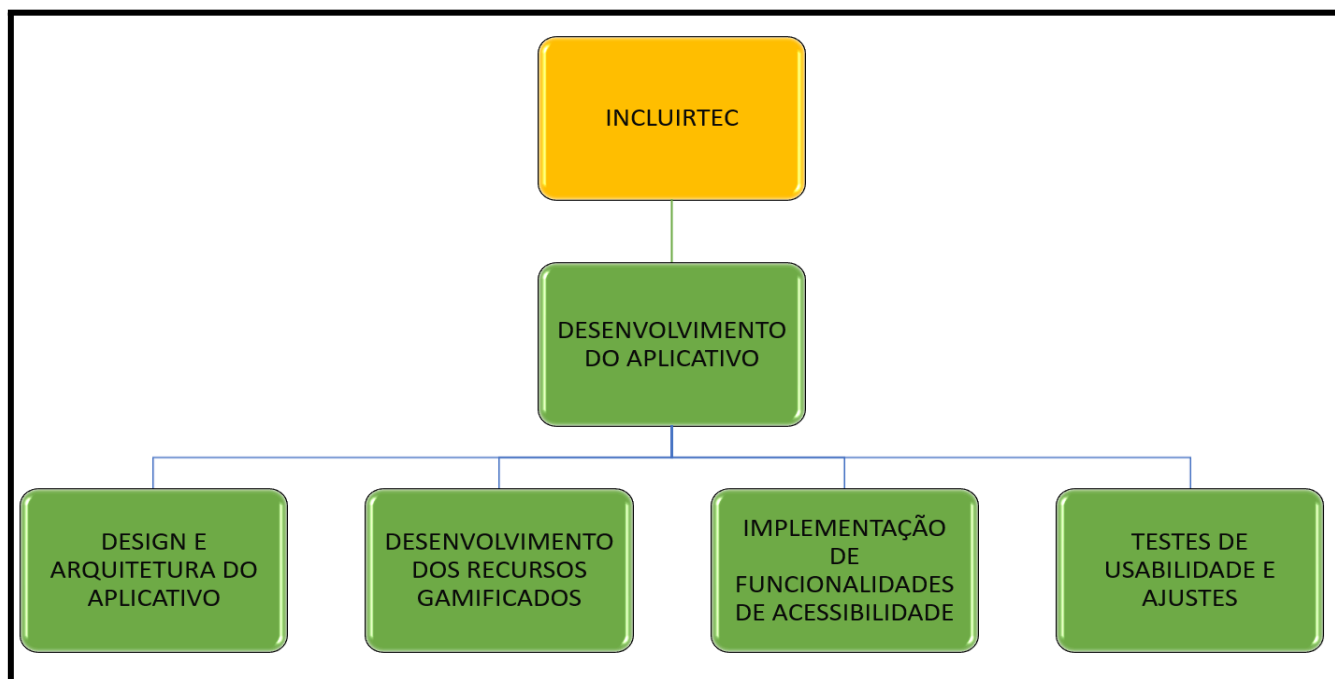 INCLUIRTEC
DESENVOLVIMENTO
DO APLICATIVO
DESIGN E
ARQUITETURA DO
APLICATIVO
DESENVOLVIMENTO
DOS RECURSOS
GAMIFICADOS
IMPLEMENTAÇÃO
DE
FUNCIONALIDADES
DE ACESSIBILIDADE
TESTES DE
USABILIDADE E
AJUSTES